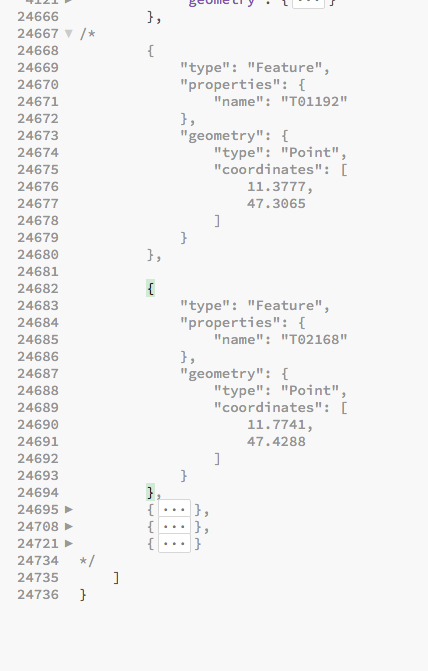 4121 "geometry": {...}
24666 },
24667 /*
24668 {
24669 "type": "Feature",
24670 "properties": {
24671 "name": "T01192"
24672 },
24673 "geometry": {
24674 "type": "Point",
24675 "coordinates": [
24676 11.3777,
24677 47.3065
24678 ]
24679 }
24680 },
24681
24682 {
24683 "type": "Feature",
24684 "properties": {
24685 "name": "T02168"
24686 },
24687 "geometry": {
24688 "type": "Point",
24689 "coordinates": [
24690 11.7741,
24691 47.4288
24692 ]
24693 }
24694 },
24695 {...},
24708 {...},
24721 {...}
24734 */
24735 ]
24736 }